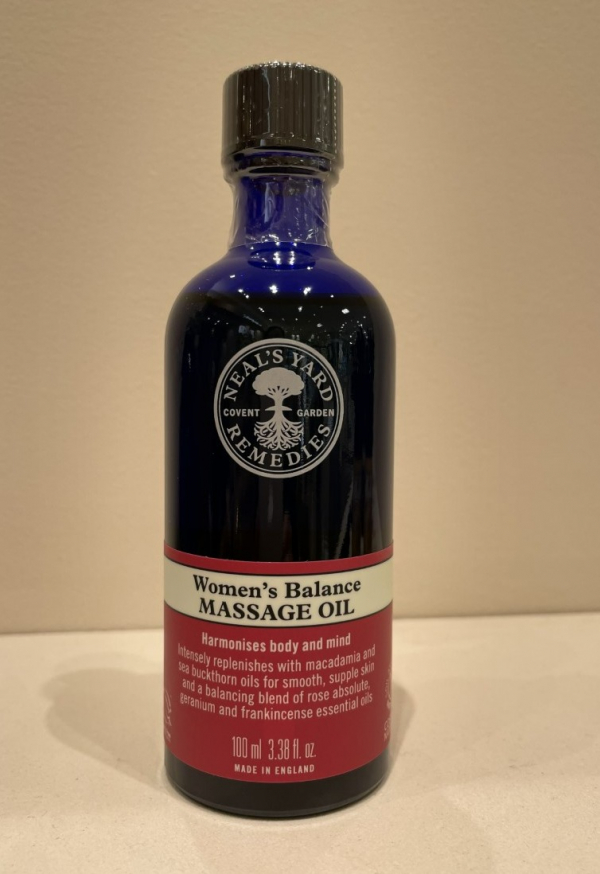 NEAL'S YARD
COVENT GARDEN
REMEDIES
Women's Balance
MASSAGE OIL
Harmonises body and mind
Intensely replenishes with macadamia and
sea buckthorn oils for smooth, supple skin
and a balancing blend of rose absolute,
geranium and frankincense essential oils
100 ml 3.38 fl. oz.
MADE IN ENGLAND